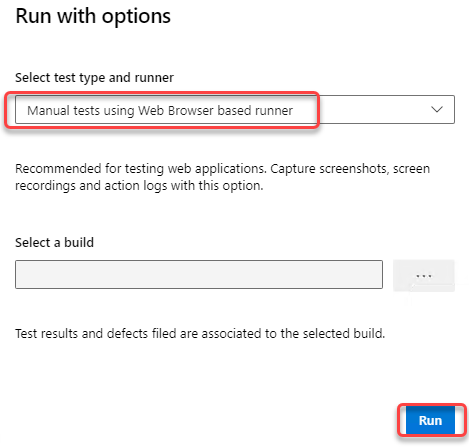 Run with options
Select test type and runner
Manual tests using Web Browser based runner
Recommended for testing web applications. Capture screenshots, screen
recordings and action logs with this option.
Select a build
...
Test results and defects filed are associated to the selected build.
Run